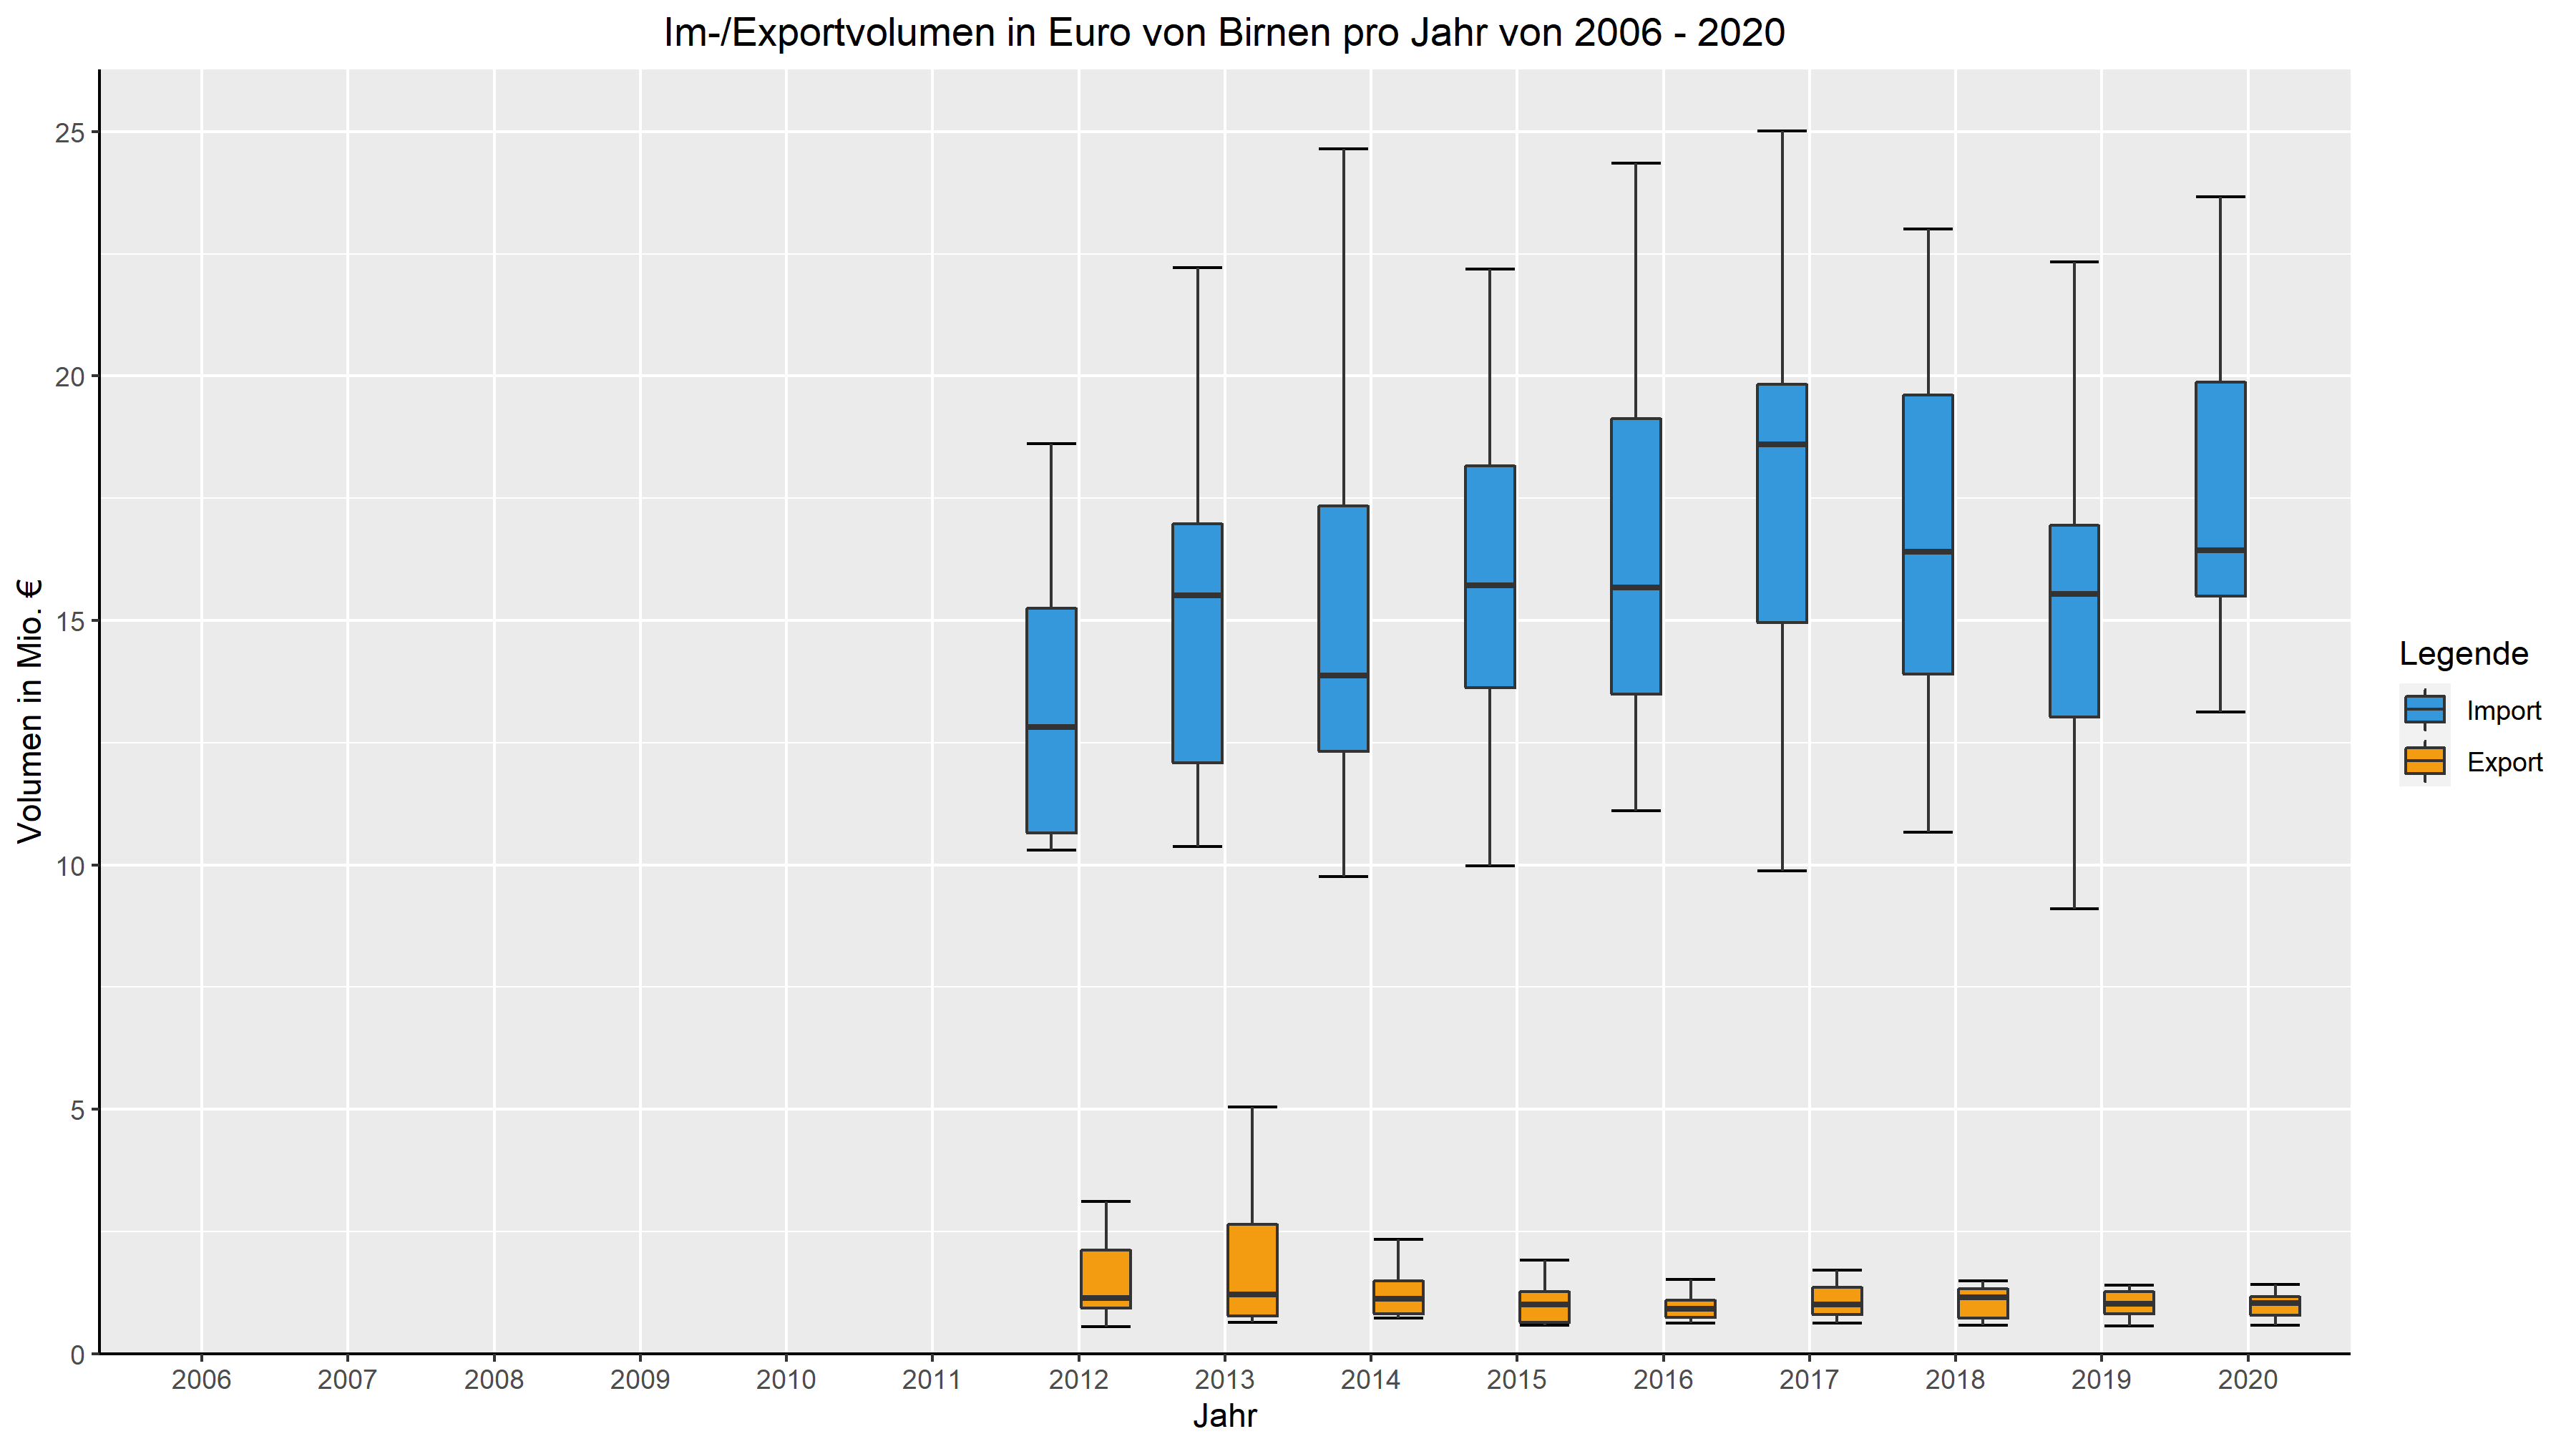 Im-/Exportvolumen in Euro von Birnen pro Jahr von 2006 - 2020
Volumen in Mio. €
25
20
15
10
5
0
2006 2007 2008 2009 2010 2011 2012 2013 2014 2015 2016 2017 2018 2019 2020
Jahr
Legende
Import
Export